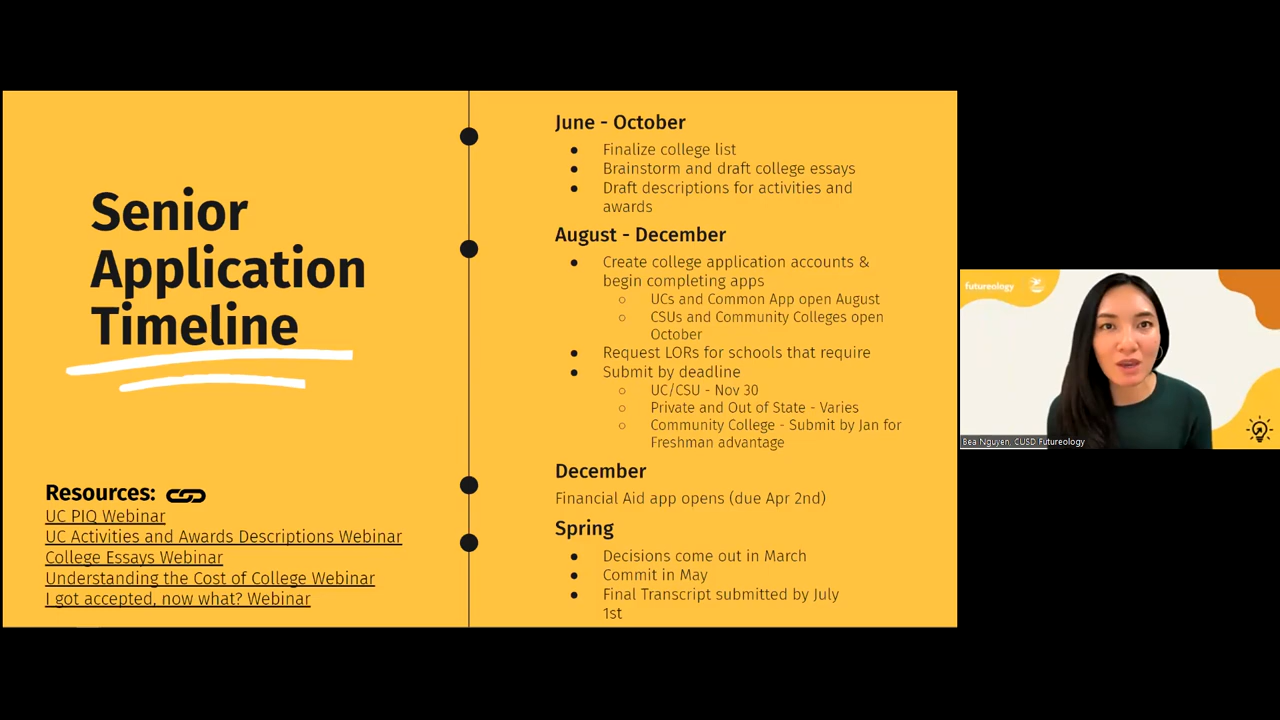 Senior
Application
Timeline
Resources:
UC PIQ Webinar
UC Activities and Awards Descriptions Webinar
College Essays Webinar
Understanding the Cost of College Webinar
I got accepted, now what? Webinar
June - October
● Finalize college list
● Brainstorm and draft college essays
● Draft descriptions for activities and
awards
August - December
● Create college application accounts &
begin completing apps
○ UCs and Common App open August
○ CSUs and Community Colleges open
October
● Request LORs for schools that require
● Submit by deadline
○ UC/CSU - Nov 30
○ Private and Out of State - Varies
○ Community College - Submit by Jan for
Freshman advantage
December
Financial Aid app opens (due Apr 2nd)
Spring
● Decisions come out in March
● Commit in May
● Final Transcript submitted by July
1st
futureology
Bea Nguyen, CUSD Futureology